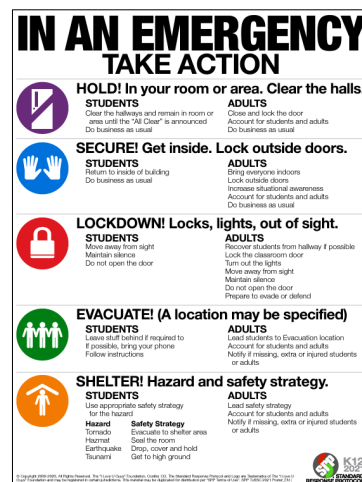 IN AN EMERGENCY
TAKE ACTION
HOLD! In your room or area. Clear the halls.
STUDENTS
Clear the hallways and remain in room or
area until the "All Clear" is announced
Do business as usual
ADULTS
Close and lock the door
Account for students and adults
Do business as usual
SECURE! Get inside. Lock outside doors.
STUDENTS
Return to inside of building
Do business as usual
ADULTS
Bring everyone indoors
Lock outside doors
Increase situational awareness
Account for students and adults
Do business as usual
LOCKDOWN! Locks, lights, out of sight.
STUDENTS
Move away from sight
Maintain silence
Do not open the door
ADULTS
Recover students from hallway if possible
Lock the classroom door
Turn out the lights
Move away from sight
Maintain silence
Do not open the door
Prepare to evade or defend
EVACUATE! (A location may be specified)
STUDENTS
Leave stuff behind if required to
If possible, bring your phone
Follow instructions
ADULTS
Lead students to Evacuation location
Account for students and adults
Notify if missing, extra or injured students
or adults
SHELTER! Hazard and safety strategy.
STUDENTS
Use appropriate safety strategy
for the hazard
Hazard Safety Strategy
Tornado Evacuate to shelter area
Hazmat Seal the room
Earthquake Drop, cover and hold
Tsunami Get to high ground
ADULTS
Lead safety strategy
Account for students and adults
Notify if missing, extra or injured students
or adults
K12
STANDARD
RESPONSE PROTOCOL